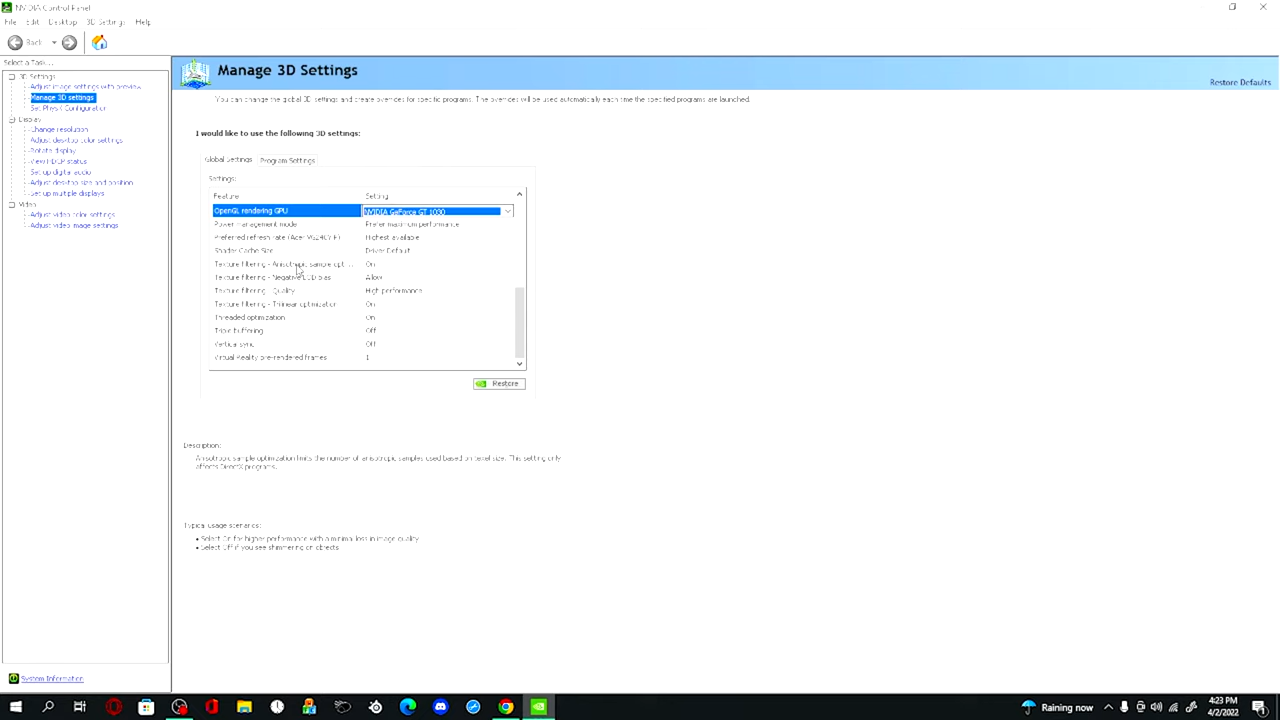 NVIDIA Control Panel
File Edit Desktop 3D Settings Help
Back
Select a Task...
3D Settings
Adjust image settings with preview
Manage 3D settings
Set PhysX Configuration
Display
Change resolution
Adjust desktop color settings
Rotate display
View HDCP status
Set up digital audio
Adjust desktop size and position
Set up multiple displays
Video
Adjust video color settings
Adjust video image settings
System Information
Manage 3D Settings
Restore Defaults
You can change the global 3D settings and create overrides for specific programs. The overrides will be used automatically each time the specified programs are launched.
I would like to use the following 3D settings:
Global Settings Program Settings
Settings:
Feature Setting
OpenGL rendering GPU NVIDIA GeForce GT 1030
Power management mode Prefer maximum performance
Preferred refresh rate (Acer VG240Y P) Highest available
Shader Cache Size Driver Default
Texture filtering - Anisotropic sample opt... On
Texture filtering - Negative LOD bias Allow
Texture filtering - Quality High performance
Texture filtering - Trilinear optimization On
Threaded optimization On
Triple buffering Off
Vertical sync Off
Virtual Reality pre-rendered frames 1
Restore
Description:
Anisotropic sample optimization limits the number of anisotropic samples used based on texel size. This setting only
affects DirectX programs.
Typical usage scenarios:
• Select On for higher performance with a minimal loss in image quality
• Select Off if you see shimmering on objects
Raining now
4:23 PM
4/2/2022